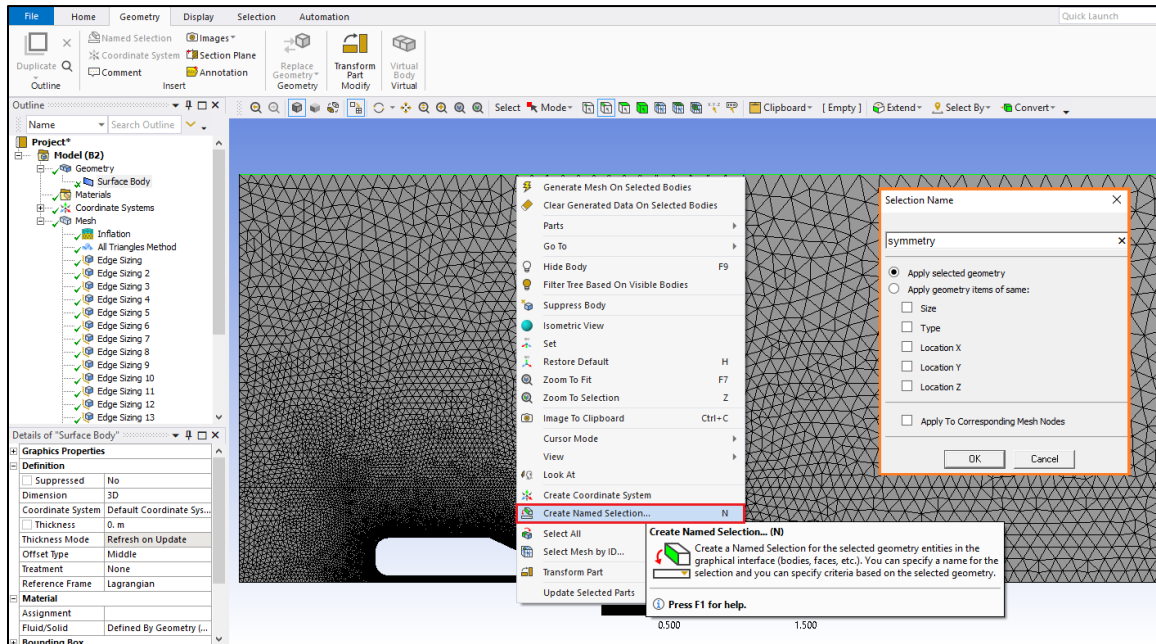 File Home Geometry Display Selection Automation Quick Launch
Duplicate
Outline
Named Selection Images
Coordinate System Section Plane
Comment Annotation
Insert
Replace Geometry
Geometry
Transform Part
Modify
Virtual Body
Virtual
Outline
Name Search Outline
Select Mode Clipboard [ Empty ] Extend Select By Convert
Project*
Model (B2)
Geometry
Surface Body
Materials
Coordinate Systems
Mesh
Inflation
All Triangles Method
Edge Sizing
Edge Sizing 2
Edge Sizing 3
Edge Sizing 4
Edge Sizing 5
Edge Sizing 6
Edge Sizing 7
Edge Sizing 8
Edge Sizing 9
Edge Sizing 10
Edge Sizing 11
Edge Sizing 12
Edge Sizing 13
Details of "Surface Body"
Graphics Properties
Definition
Suppressed No
Dimension 3D
Coordinate System Default Coordinate Sys...
Thickness 0. m
Thickness Mode Refresh on Update
Offset Type Middle
Treatment None
Reference Frame Lagrangian
Material
Assignment
Fluid/Solid Defined By Geometry (...
Bounding Box
Generate Mesh On Selected Bodies
Clear Generated Data On Selected Bodies
Parts
Go To
Hide Body F9
Filter Tree Based On Visible Bodies
Suppress Body
Isometric View
Set
Restore Default H
Zoom To Fit F7
Zoom To Selection Z
Image To Clipboard Ctrl+C
Cursor Mode
View
Look At
Create Coordinate System
Create Named Selection... N
Select All
Select Mesh by ID...
Transform Part
Update Selected Parts
Create Named Selection... (N)
Create a Named Selection for the selected geometry entities in the
graphical interface (bodies, faces, etc.). You can specify a name for the
selection and you can specify criteria based on the selected geometry.
Press F1 for help.
0.500 1.500
Selection Name
symmetry
Apply selected geometry
Apply geometry items of same:
Size
Type
Location X
Location Y
Location Z
Apply To Corresponding Mesh Nodes
OK Cancel